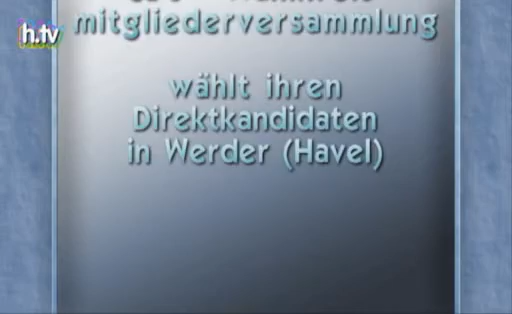 h.tv
mitgliederversammlung
wählt ihren
Direktkandidaten
in Werder (Havel)